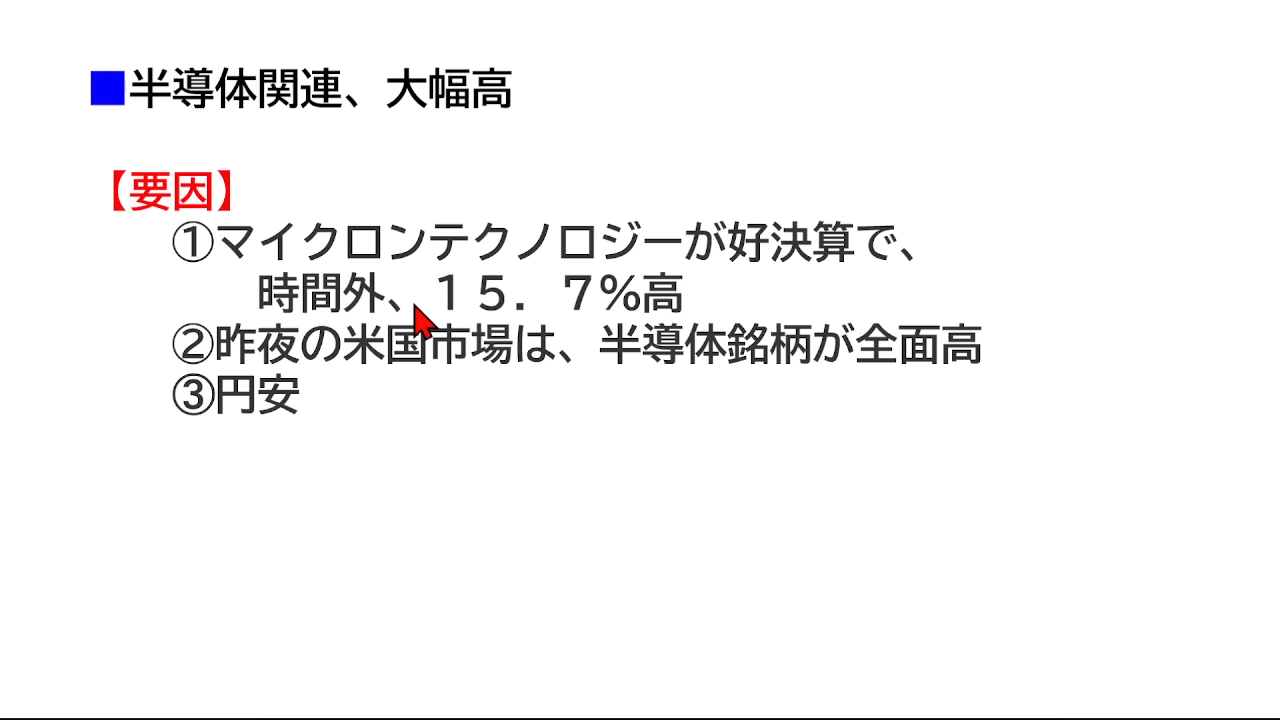 ■半導体関連、大幅高
【要因】
①マイクロンテクノロジーが好決算で、
時間外、１５．７％高
②昨夜の米国市場は、半導体銘柄が全面高
③円安